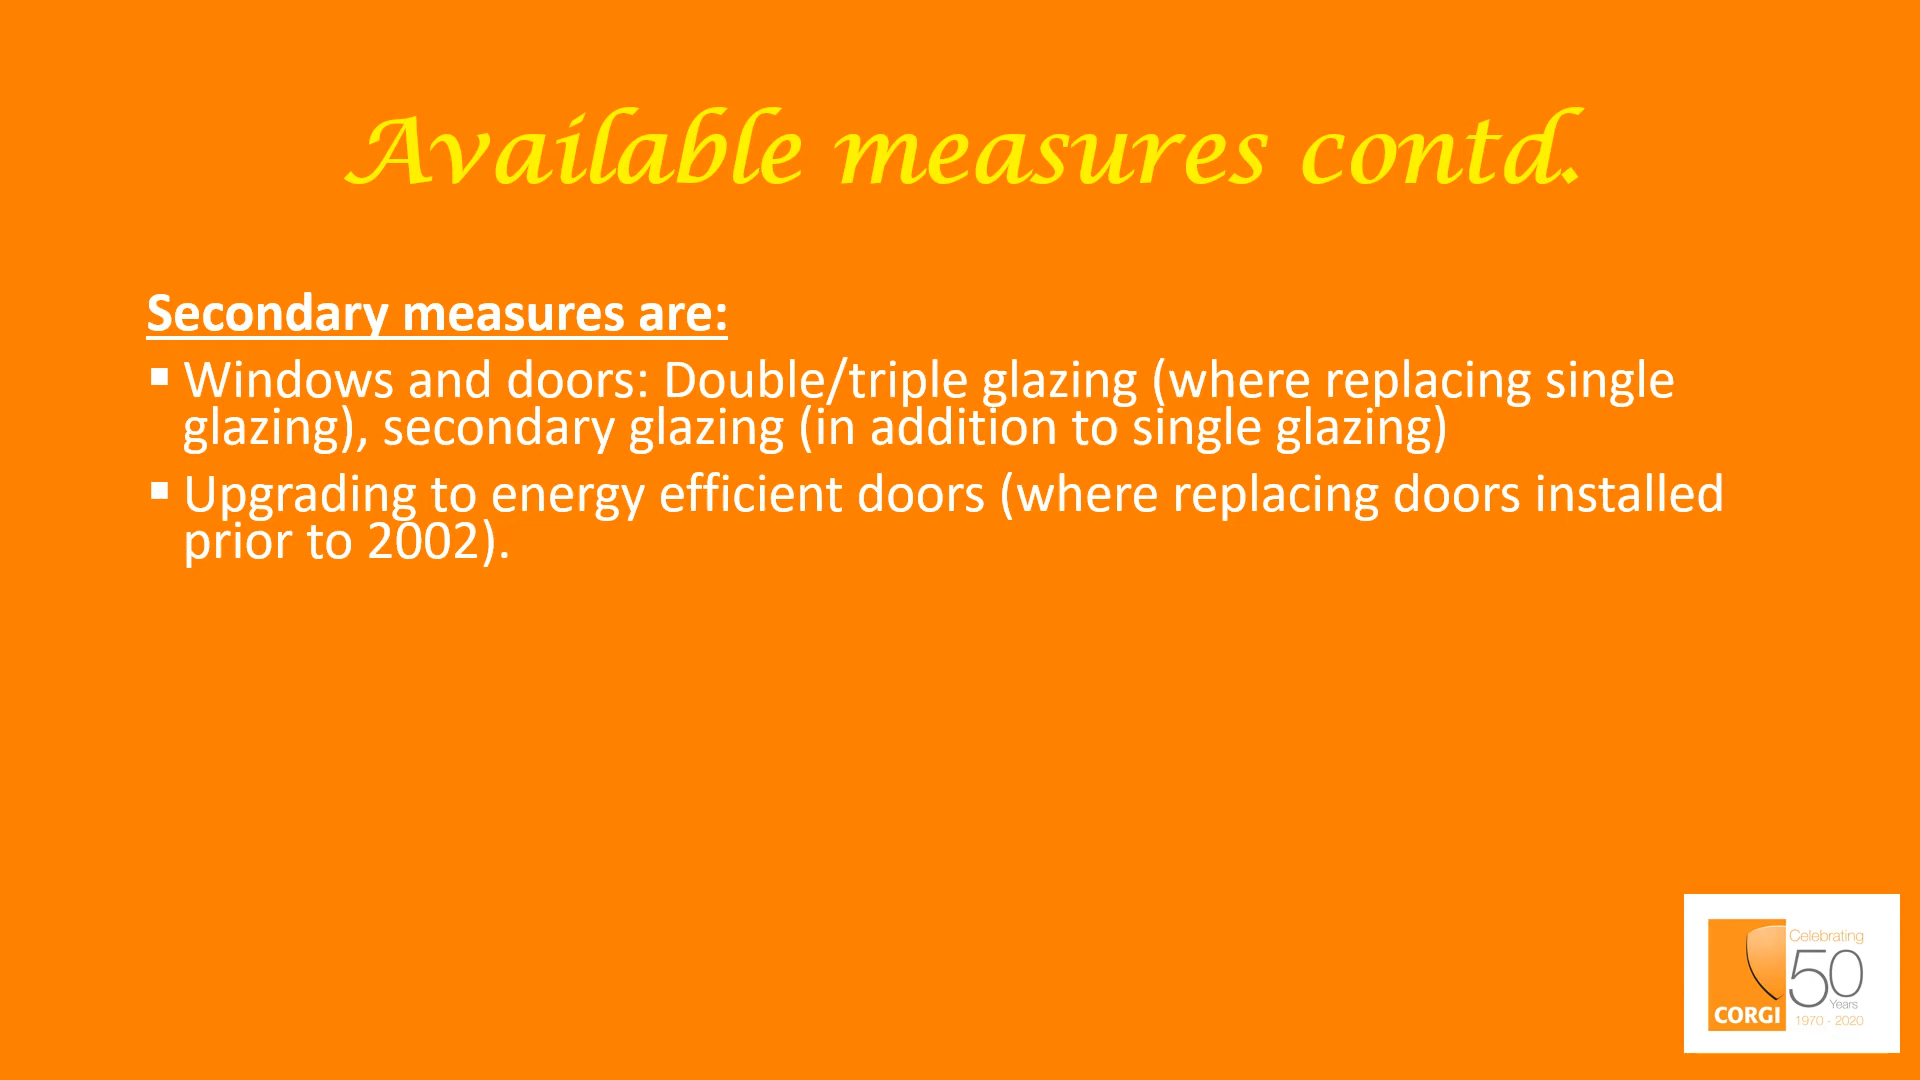 Available measures contd.
Secondary measures are:
▪ Windows and doors: Double/triple glazing (where replacing single
glazing), secondary glazing (in addition to single glazing)
▪ Upgrading to energy efficient doors (where replacing doors installed
prior to 2002).
Celebrating
50
Years
CORGI
1970 - 2020